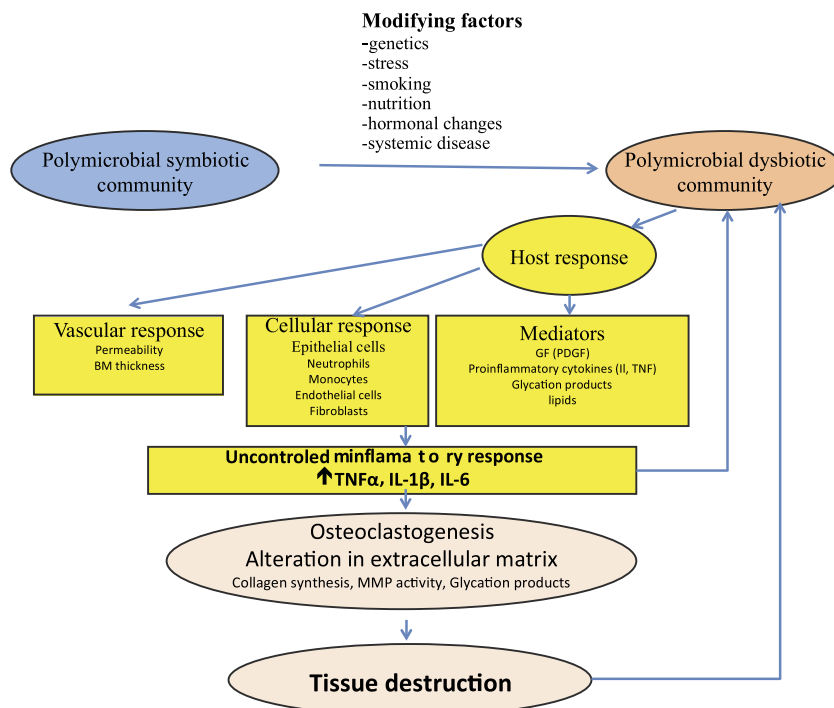 Modifying factors
-genetics
-stress
-smoking
-nutrition
-hormonal changes
-systemic disease
Polymicrobial symbiotic
community
Polymicrobial dysbiotic
community
Host response
Vascular response
Permeability
BM thickness
Cellular response
Epithelial cells
Neutrophils
Monocytes
Endothelial cells
Fibroblasts
Mediators
GF (PDGF)
Proinflammatory cytokines (Il, TNF)
Glycation products
lipids
Uncontroled minflama t o ry response
↑TNFα, IL-1β, IL-6
Osteoclastogenesis
Alteration in extracellular matrix
Collagen synthesis, MMP activity, Glycation products
Tissue destruction